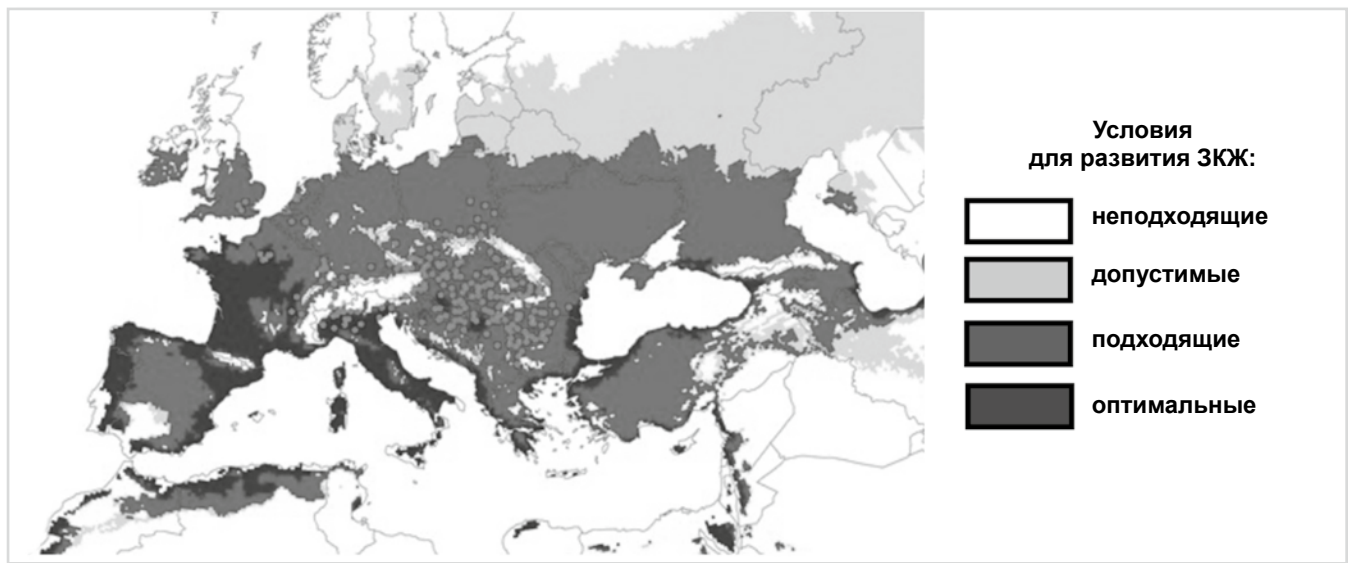 Условия
для развития ЗКЖ:
неподходящие
допустимые
подходящие
оптимальные